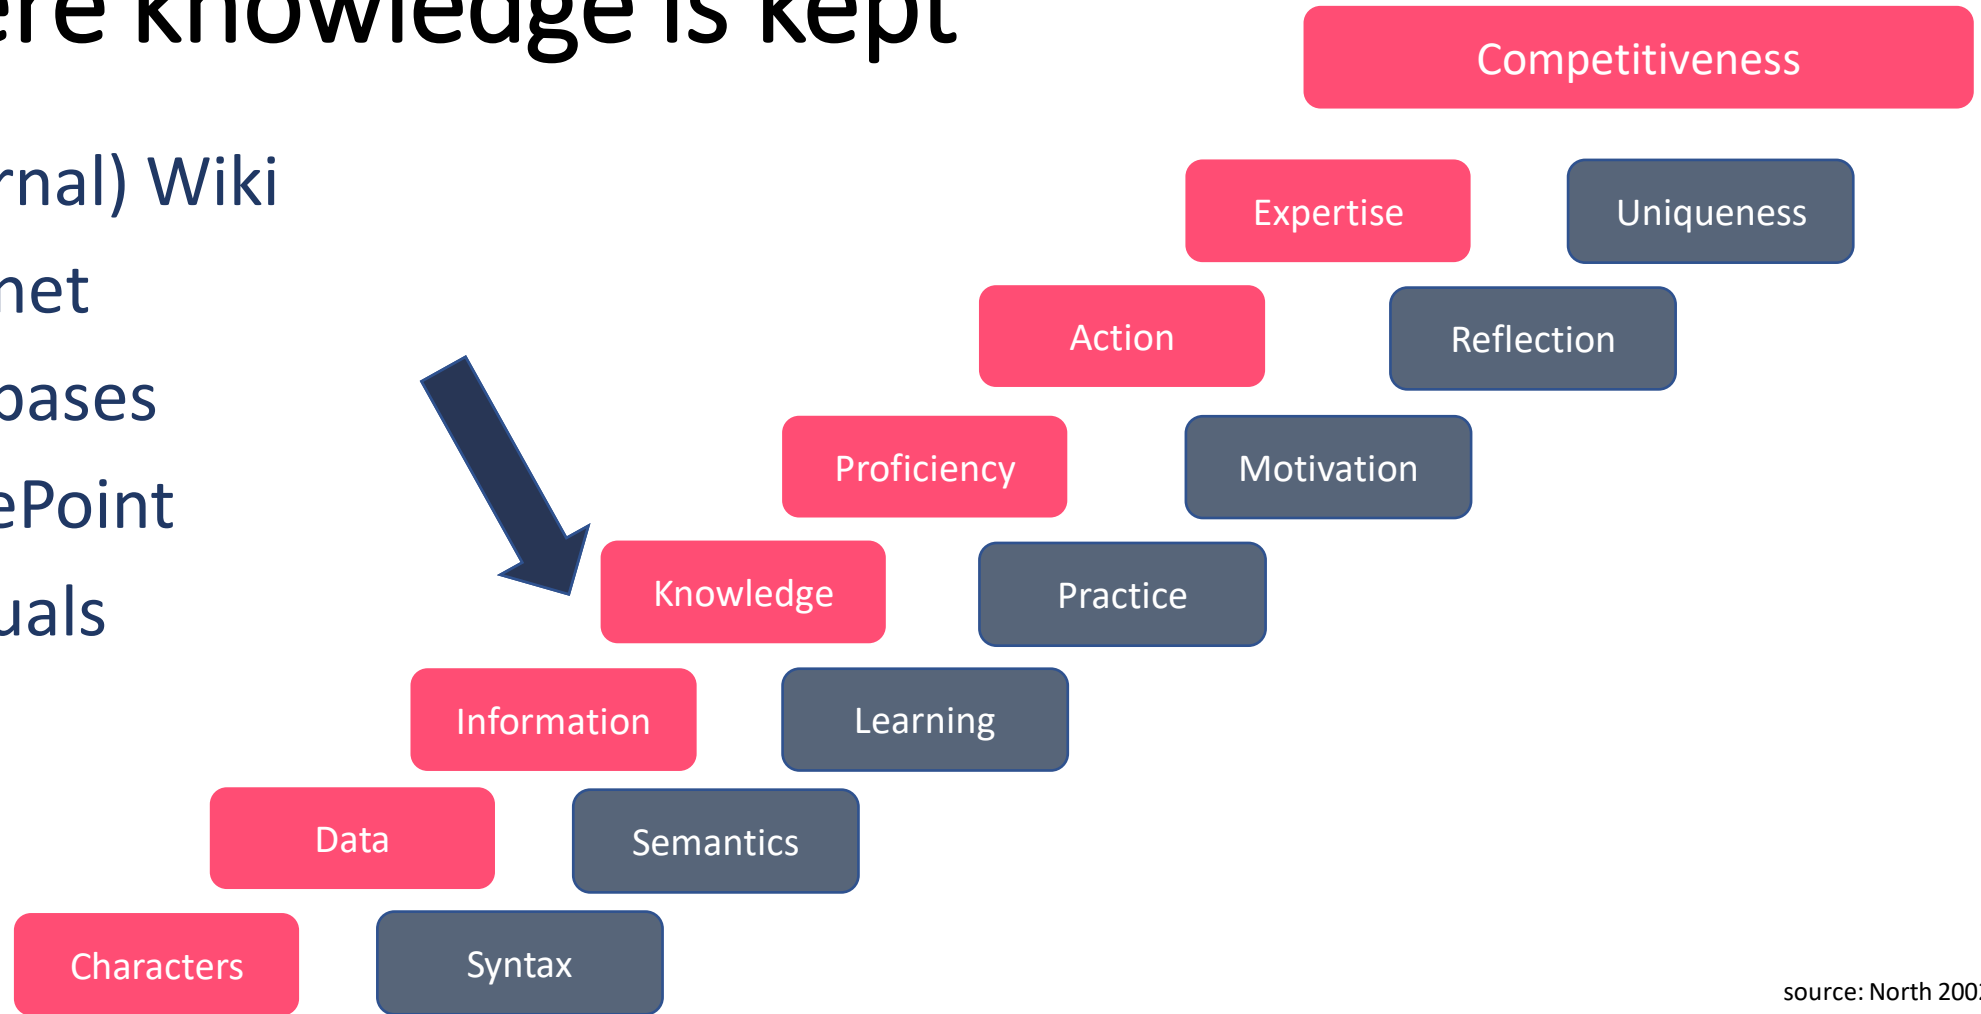 ere knowledge is kept
Competitiveness
rnal) Wiki
Expertise Uniqueness
net
Action Reflection
bases
Proficiency Motivation
ePoint
Knowledge Practice
uals
Information Learning
Data Semantics
Characters Syntax
source: North 200